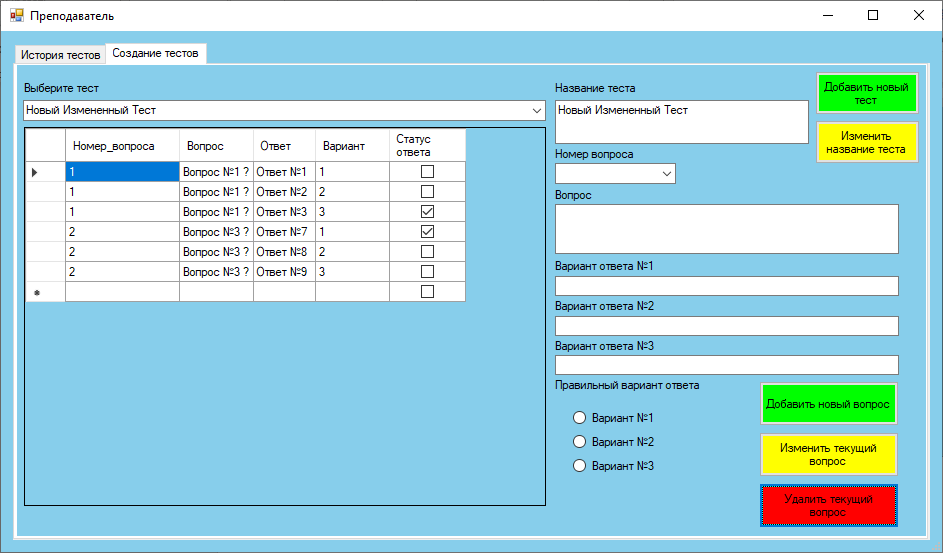 Преподаватель
История тестов
Создание тестов
Выберите тест
Новый Измененный Тест
Номер_вопроса Вопрос Ответ Вариант Статус
ответа
1 Вопрос №1 ? Ответ №1 1
1 Вопрос №1 ? Ответ №2 2
1 Вопрос №1 ? Ответ №3 3
2 Вопрос №3 ? Ответ №7 1
2 Вопрос №3 ? Ответ №8 2
2 Вопрос №3 ? Ответ №9 3
Название теста
Новый Измененный Тест
Добавить новый
тест
Изменить
название теста
Номер вопроса
Вопрос
Вариант ответа №1
Вариант ответа №2
Вариант ответа №3
Правильный вариант ответа
Вариант №1
Вариант №2
Вариант №3
Добавить новый вопрос
Изменить текущий
вопрос
Удалить текущий
вопрос